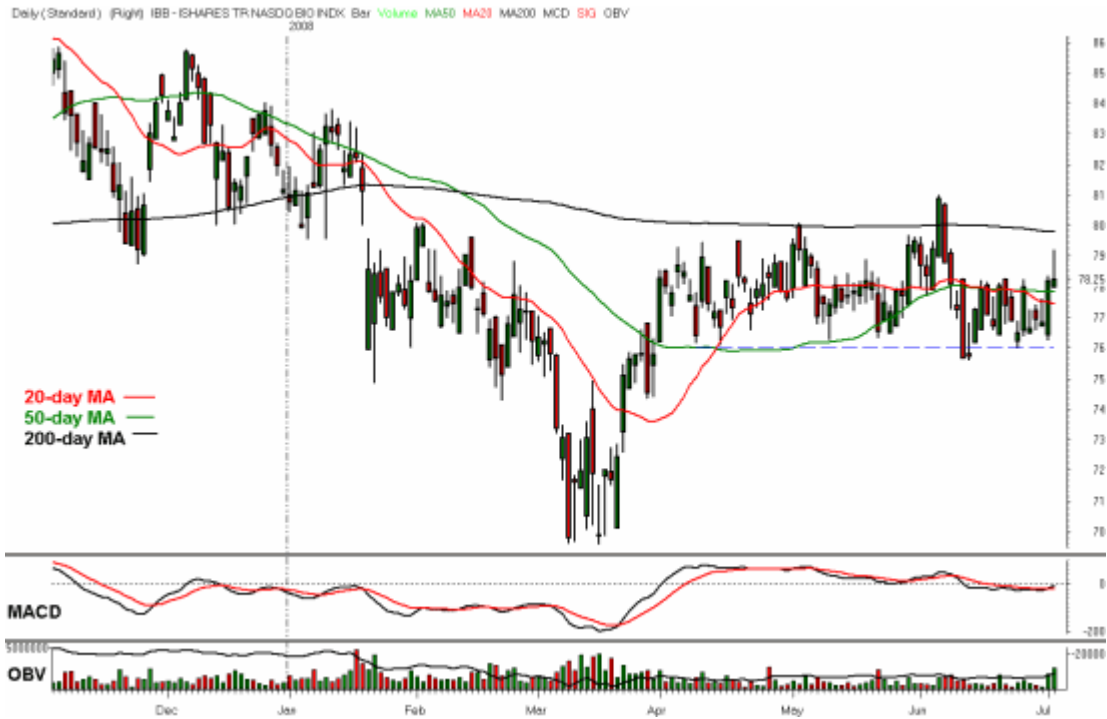 Daily (Standard) (Right) IBB - ISHARES TR NASDQ BIO INDX Bar Volume MA50 MA20 MA200 MCD SIG OBV
2008
86
85
84
83
82
81
80
79
78.25
78
77
76
75
74
73
72
71
70
20-day MA
50-day MA
200-day MA
MACD
0
-200
5000000
-20000
OBV
Dec
Jan
Feb
Mar
Apr
May
Jun
Jul